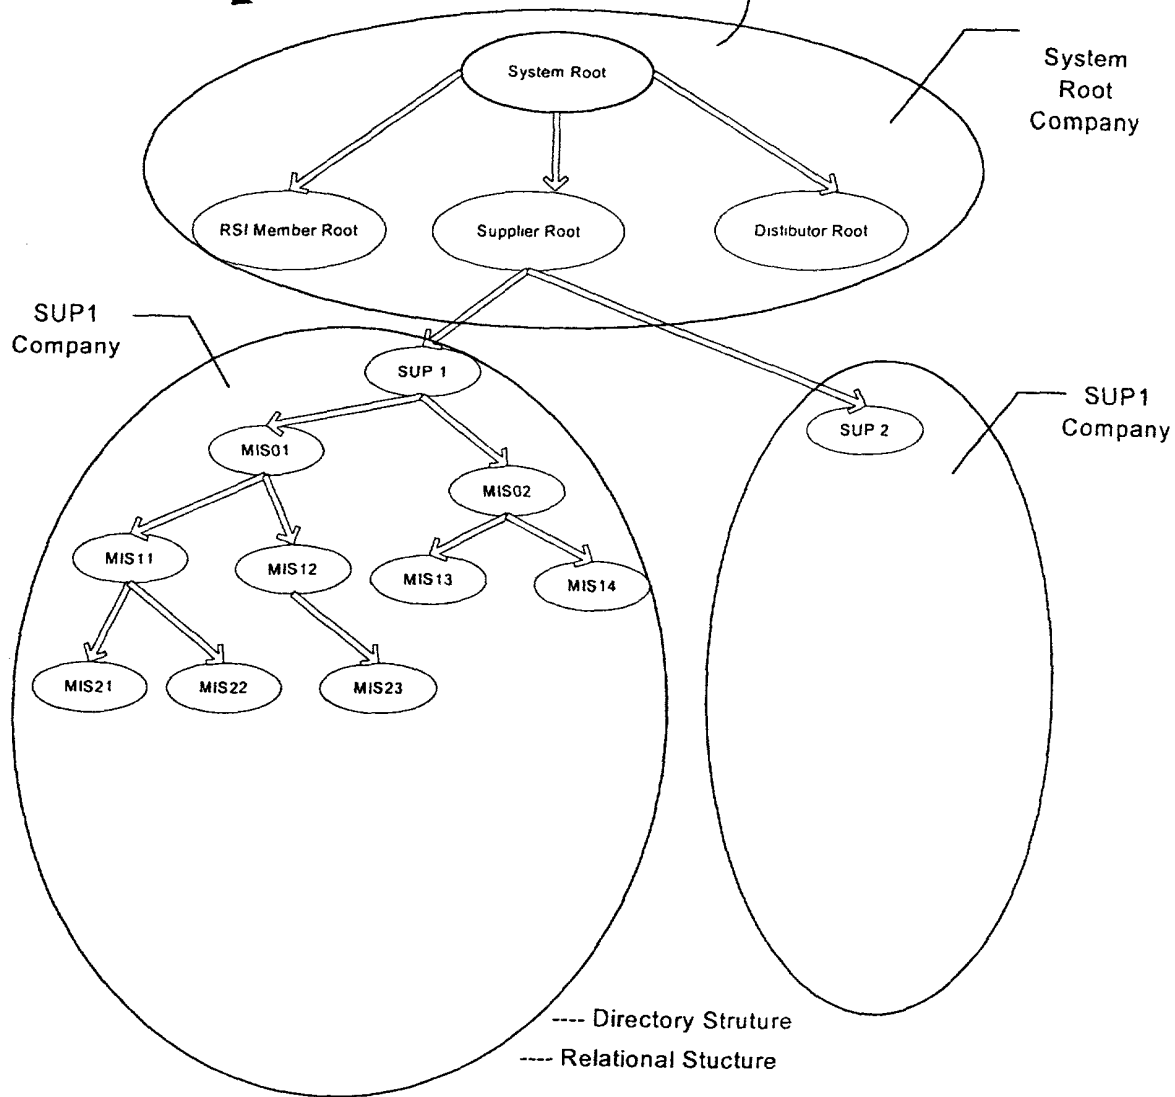 System Root
System
Root
Company
RSI Member Root
Supplier Root
Distibutor Root
SUP1
Company
SUP 1
SUP1
Company
SUP 2
MIS01
MIS02
MIS11
MIS12
MIS13
MIS14
MIS21
MIS22
MIS23
---- Directory Struture
---- Relational Stucture